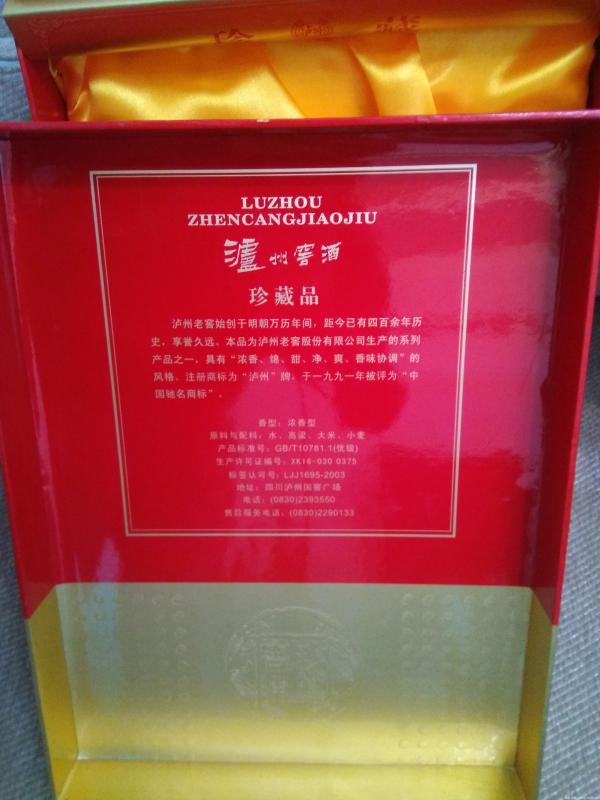 珍 藏
LUZHOU
ZHENCANGJIAOJIU
泸州窖酒
珍藏品
泸州老窖始创于明朝万历年间，距今已有四百余年历
史，享誉久远。本品为泸州老窖股份有限公司生产的系列
产品之一，具有“浓香、绵、甜、净、爽、香味协调”的
风格。注册商标为“泸州”牌，于一九九一年被评为“中
国驰名商标”。
香型：浓香型
原料与配料：水、高粱、大米、小麦
产品标准号：GB/T10781.1(优级)
生产许可证编号：XK16-030 0375
标签认可号：LJJ1695-2003
地址：四川泸州国窖广场
电话：(0830)2393550
售后服务电话：(0830)2290133